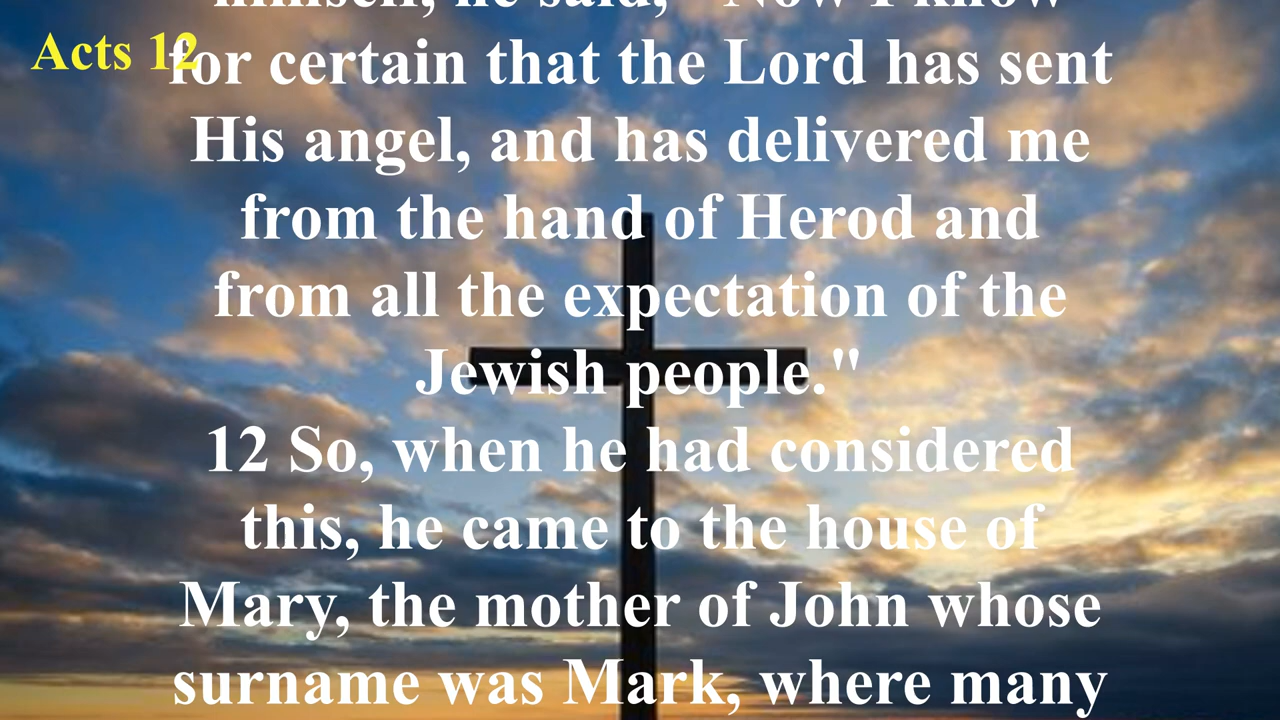 himself, he said, "Now I know
Acts 12
for certain that the Lord has sent
His angel, and has delivered me
from the hand of Herod and
from all the expectation of the
Jewish people."
12 So, when he had considered
this, he came to the house of
Mary, the mother of John whose
surname was Mark, where many